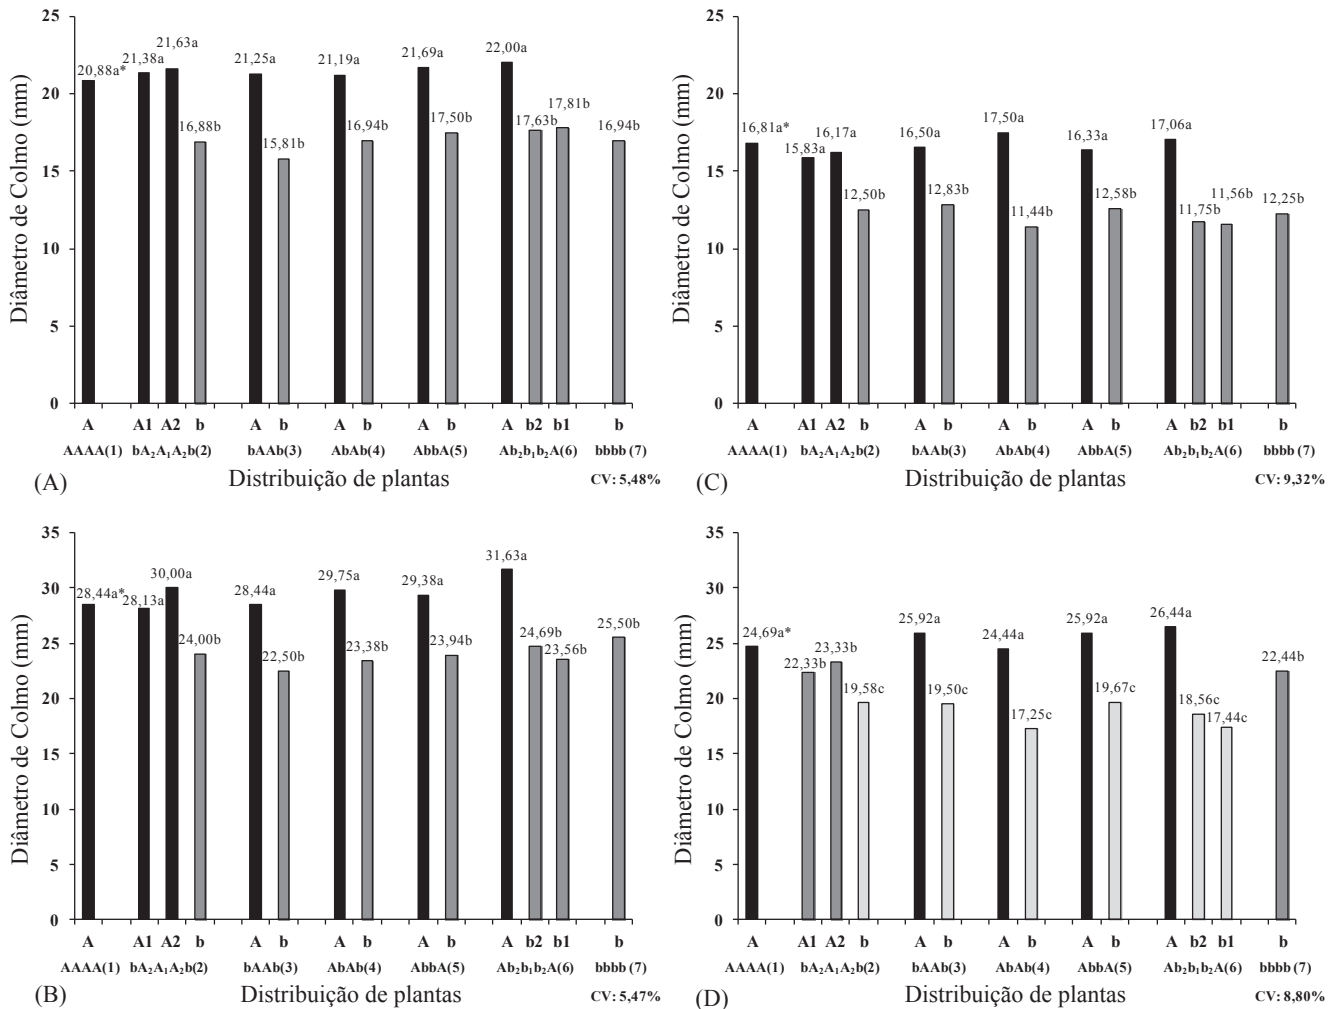 Diâmetro de Colmo (mm)
25
20
15
10
5
0
20,88a*
21,38a
21,63a
16,88b
21,25a
15,81b
21,19a
16,94b
21,69a
17,50b
22,00a
17,63b
17,81b
16,94b
A A1 A2 b A b A b A b A b2 b1 b
AAAA(1) bA₂A₁A₂b(2) bAAb(3) AbAb(4) AbbA(5) Ab₂b₁b₂A(6) bbbb (7)
(A) Distribuição de plantas CV: 5,48%
Diâmetro de Colmo (mm)
25
20
15
10
5
0
16,81a*
15,83a
16,17a
12,50b
16,50a
12,83b
17,50a
11,44b
16,33a
12,58b
17,06a
11,75b
11,56b
12,25b
A A1 A2 b A b A b A b A b2 b1 b
AAAA(1) bA₂A₁A₂b(2) bAAb(3) AbAb(4) AbbA(5) Ab₂b₁b₂A(6) bbbb (7)
(C) Distribuição de plantas CV: 9,32%
Diâmetro de Colmo (mm)
35
30
25
20
15
10
5
0
28,44a*
28,13a
30,00a
24,00b
28,44a
22,50b
29,75a
23,38b
29,38a
23,94b
31,63a
24,69b
23,56b
25,50b
A A1 A2 b A b A b A b A b2 b1 b
AAAA(1) bA₂A₁A₂b(2) bAAb(3) AbAb(4) AbbA(5) Ab₂b₁b₂A(6) bbbb (7)
(B) Distribuição de plantas CV: 5,47%
Diâmetro de Colmo (mm)
35
30
25
20
15
10
5
0
24,69a*
22,33b
23,33b
19,58c
25,92a
19,50c
24,44a
17,25c
25,92a
19,67c
26,44a
18,56c
17,44c
22,44b
A A1 A2 b A b A b A b A b2 b1 b
AAAA(1) bA₂A₁A₂b(2) bAAb(3) AbAb(4) AbbA(5) Ab₂b₁b₂A(6) bbbb (7)
(D) Distribuição de plantas CV: 8,80%